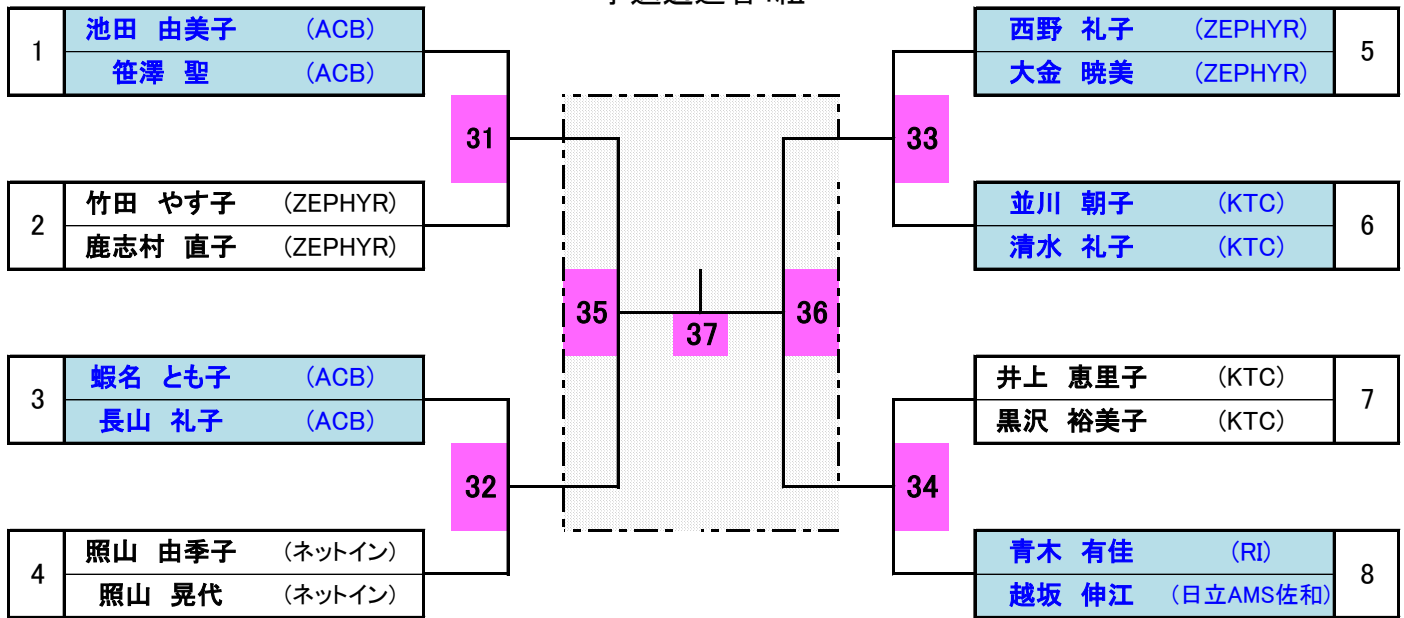 1
池田 由美子 (ACB)
笹澤 聖 (ACB)
31
2
竹田 やす子 (ZEPHYR)
鹿志村 直子 (ZEPHYR)
3
蝦名 とも子 (ACB)
長山 礼子 (ACB)
32
4
照山 由季子 (ネットイン)
照山 晃代 (ネットイン)
35
37
36
西野 礼子 (ZEPHYR)
大金 暁美 (ZEPHYR)
5
33
並川 朝子 (KTC)
清水 礼子 (KTC)
6
井上 恵里子 (KTC)
黒沢 裕美子 (KTC)
7
34
青木 有佳 (RI)
越坂 伸江 (日立AMS佐和)
8